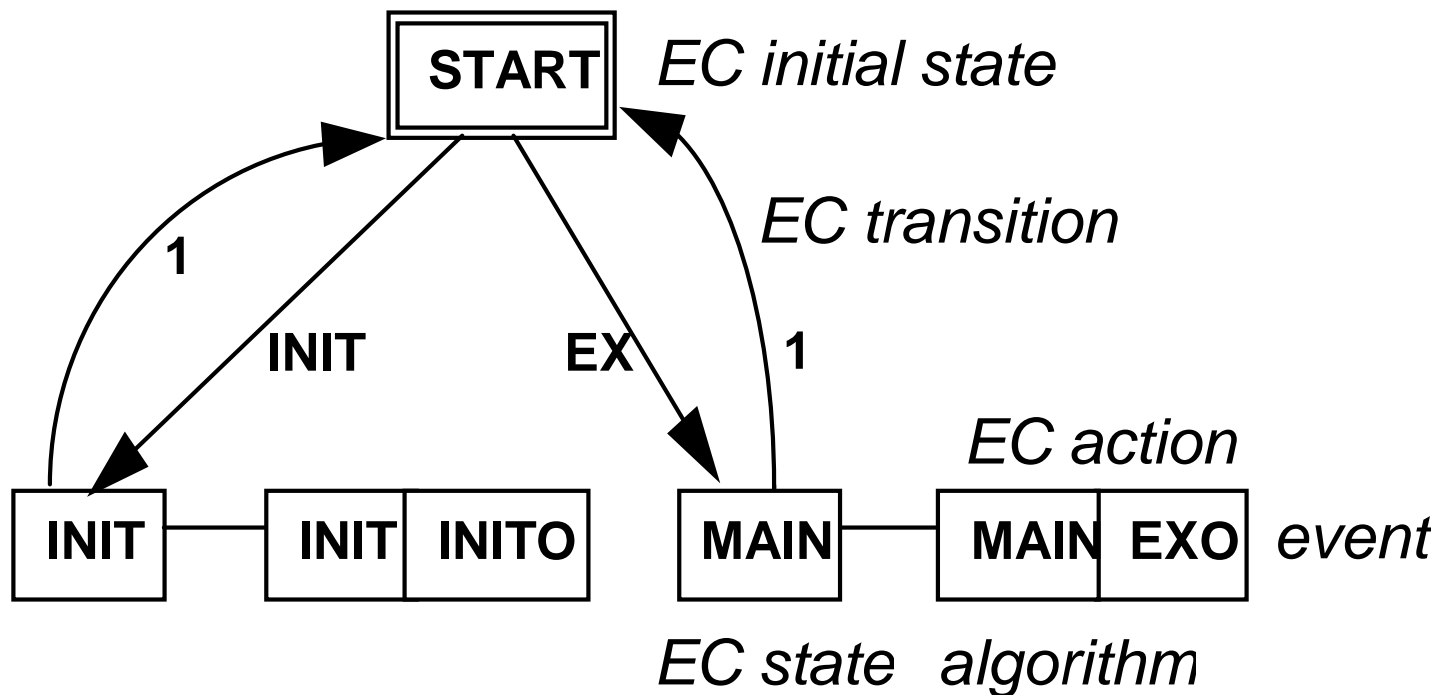 START
EC initial state
EC transition
1
INIT
EX
1
EC action
INIT
INIT
INITO
MAIN
MAIN
EXO
event
EC state
algorithm